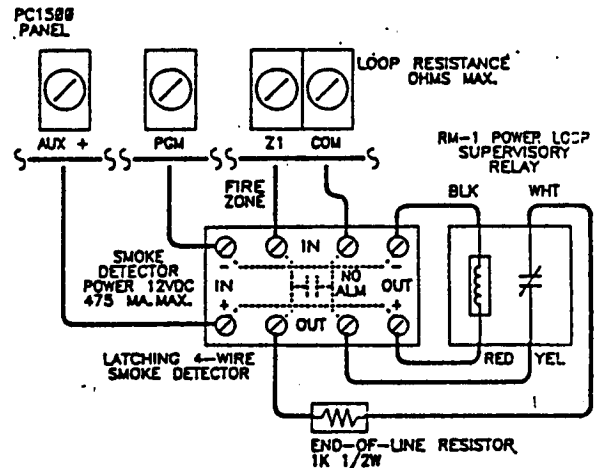 PC1500
PANEL
LOOP RESISTANCE
OHMS MAX.
AUX +
PGM
Z1
COM
RM-1 POWER LOOP
SUPERVISORY
RELAY
FIRE
ZONE
BLK
WHT
SMOKE
DETECTOR
POWER 12VDC
475 MA.MAX.
IN
- -
IN
NO
ALM
OUT
+ +
OUT
RED
YEL
LATCHING 4-WIRE
SMOKE DETECTOR
END-OF-LINE RESISTOR
1K 1/2W